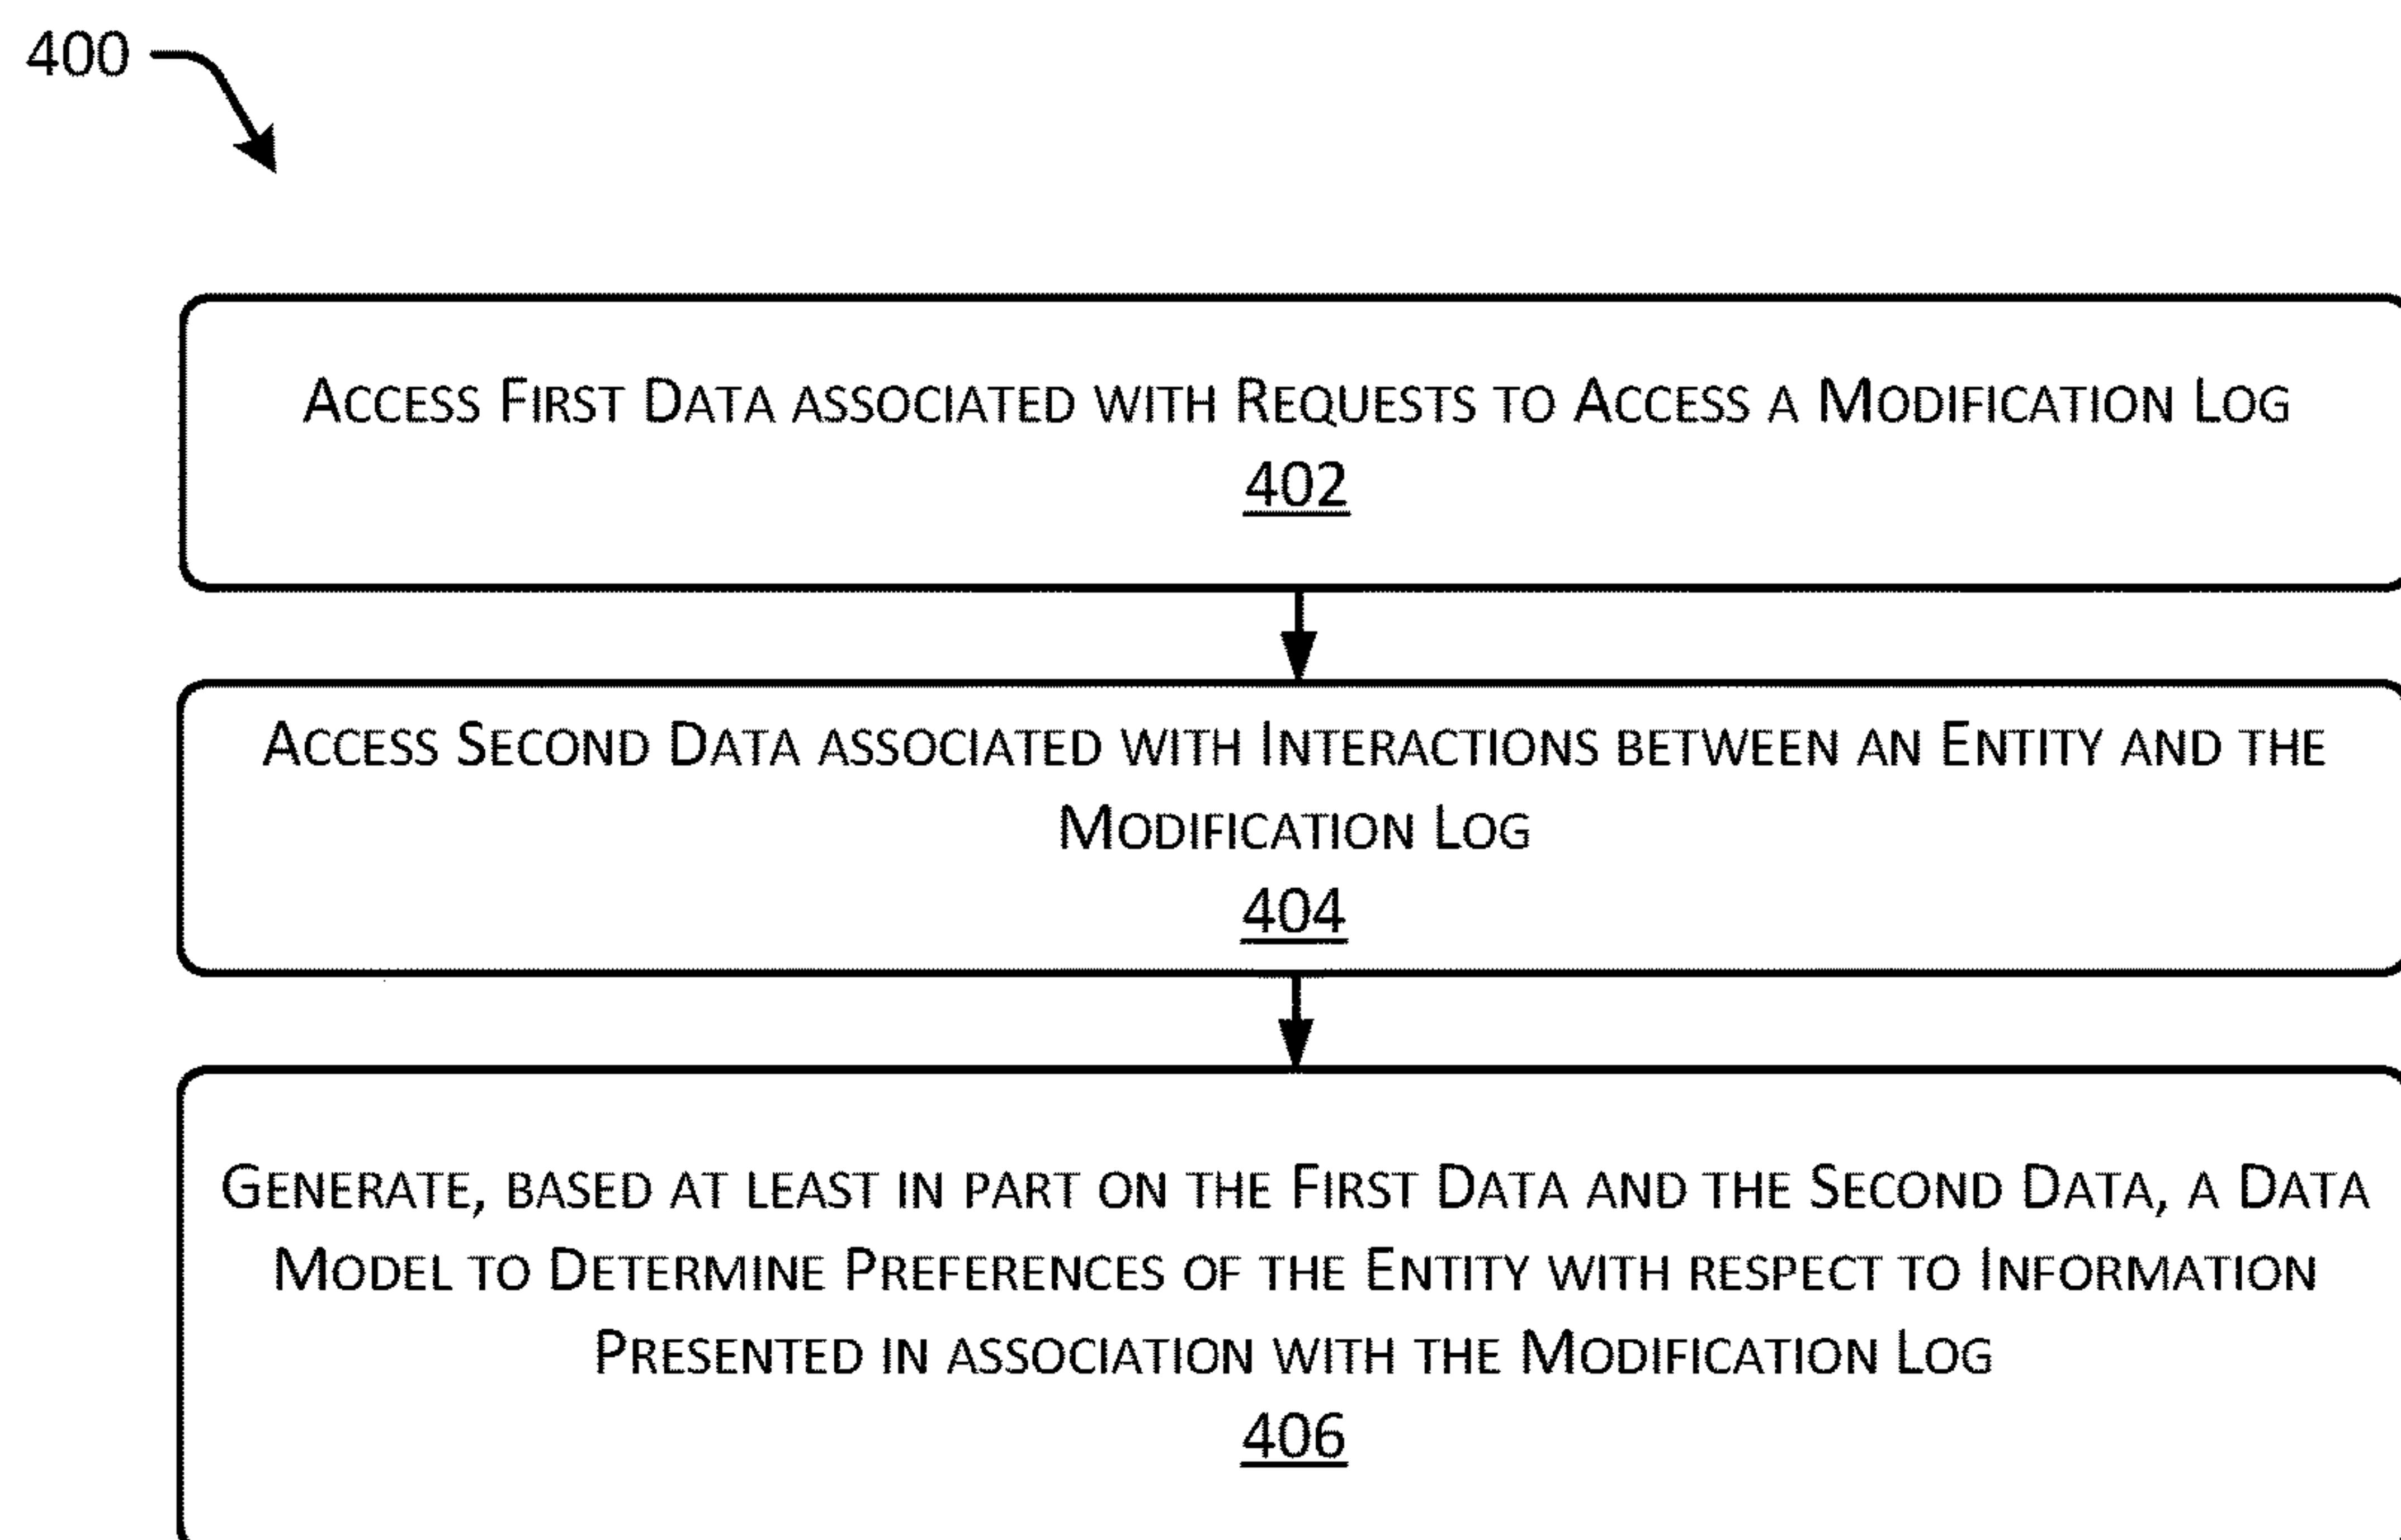 400
ACCESS FIRST DATA ASSOCIATED WITH REQUESTS TO ACCESS A MODIFICATION LOG
402
ACCESS SECOND DATA ASSOCIATED WITH INTERACTIONS BETWEEN AN ENTITY AND THE
MODIFICATION LOG
404
GENERATE, BASED AT LEAST IN PART ON THE FIRST DATA AND THE SECOND DATA, A DATA
MODEL TO DETERMINE PREFERENCES OF THE ENTITY WITH RESPECT TO INFORMATION
PRESENTED IN ASSOCIATION WITH THE MODIFICATION LOG
406